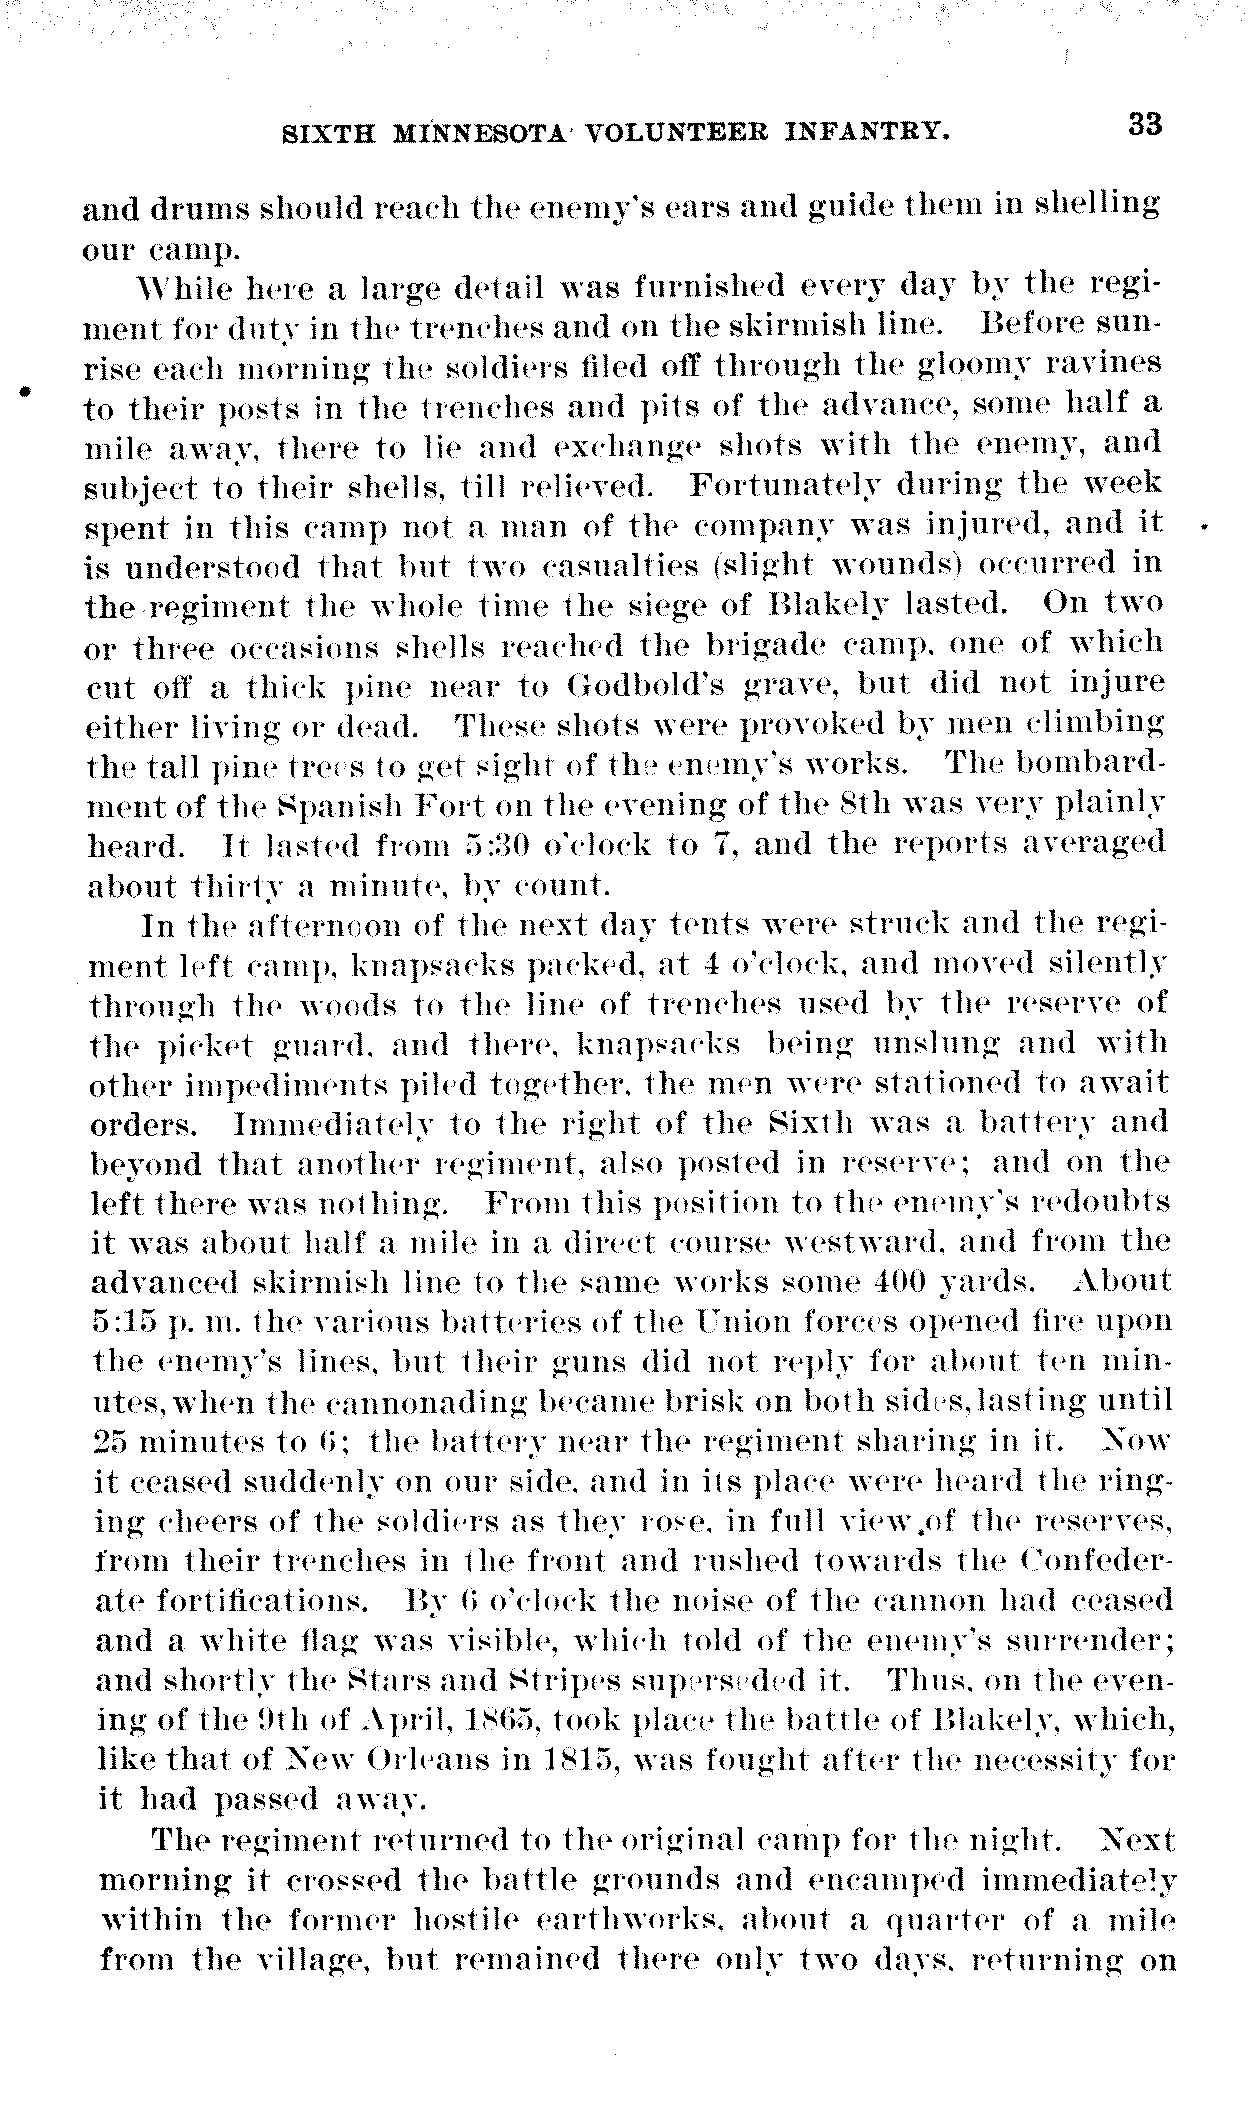 SIXTH MINNESOTA VOLUNTEER INFANTRY. 33
and drums should reach the enemy's ears and guide them in shelling
our camp.
While here a large detail was furnished every day by the regi-
ment for duty in the trenches and on the skirmish line. Before sun-
rise each morning the soldiers filed off through the gloomy ravines
to their posts in the trenches and pits of the advance, some half a
mile away, there to lie and exchange shots with the enemy, and
subject to their shells, till relieved. Fortunately during the week
spent in this camp not a man of the company was injured, and it
is understood that but two casualties (slight wounds) occurred in
the regiment the whole time the siege of Blakely lasted. On two
or three occasions shells reached the brigade camp, one of which
cut off a thick pine near to Godbold's grave, but did not injure
either living or dead. These shots were provoked by men climbing
the tall pine trees to get sight of the enemy's works. The bombard-
ment of the Spanish Fort on the evening of the 8th was very plainly
heard. It lasted from 5:30 o'clock to 7, and the reports averaged
about thirty a minute, by count.
In the afternoon of the next day tents were struck and the regi-
ment left camp, knapsacks packed, at 4 o'clock, and moved silently
through the woods to the line of trenches used by the reserve of
the picket guard, and there, knapsacks being unslung and with
other impediments piled together, the men were stationed to await
orders. Immediately to the right of the Sixth was a battery and
beyond that another regiment, also posted in reserve; and on the
left there was nothing. From this position to the enemy's redoubts
it was about half a mile in a direct course westward, and from the
advanced skirmish line to the same works some 400 yards. About
5:15 p. m. the various batteries of the Union forces opened fire upon
the enemy's lines, but their guns did not reply for about ten min-
utes, when the cannonading became brisk on both sides, lasting until
25 minutes to 6; the battery near the regiment sharing in it. Now
it ceased suddenly on our side, and in its place were heard the ring-
ing cheers of the soldiers as they rose, in full view of the reserves,
from their trenches in the front and rushed towards the Confeder-
ate fortifications. By 6 o'clock the noise of the cannon had ceased
and a white flag was visible, which told of the enemy's surrender;
and shortly the Stars and Stripes superseded it. Thus, on the even-
ing of the 9th of April, 1865, took place the battle of Blakely, which,
like that of New Orleans in 1815, was fought after the necessity for
it had passed away.
The regiment returned to the original camp for the night. Next
morning it crossed the battle grounds and encamped immediately
within the former hostile earthworks, about a quarter of a mile
from the village, but remained there only two days, returning on